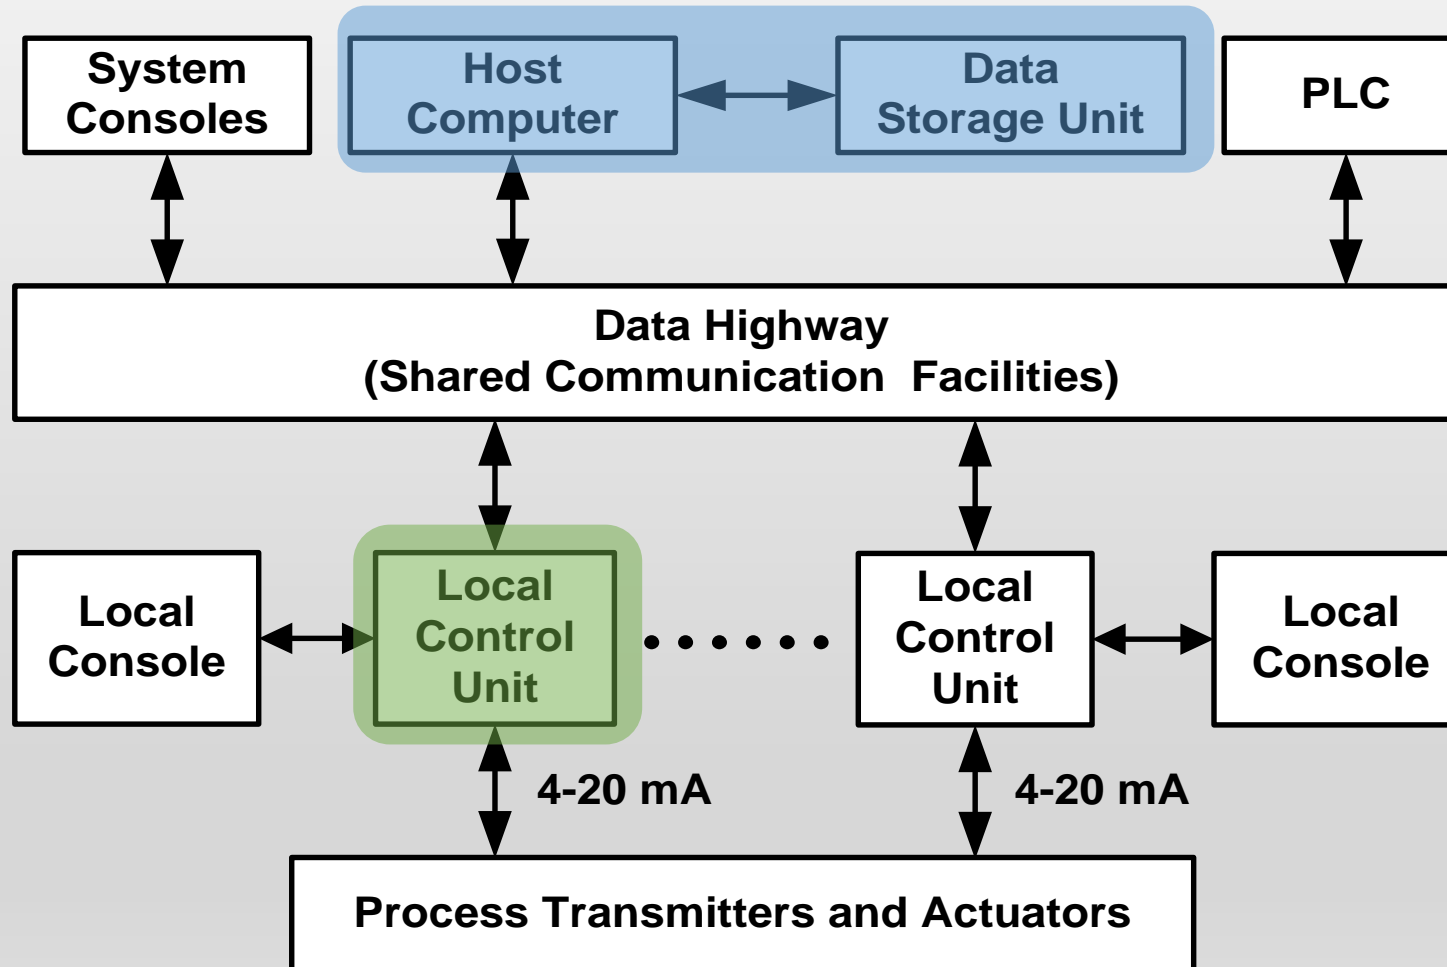 System
Consoles
Host
Computer
Data
Storage Unit
PLC
Data Highway
(Shared Communication  Facilities)
Local
Console
Local
Control
Unit
Local
Control
Unit
Local
Console
4-20 mA
4-20 mA
Process Transmitters and Actuators